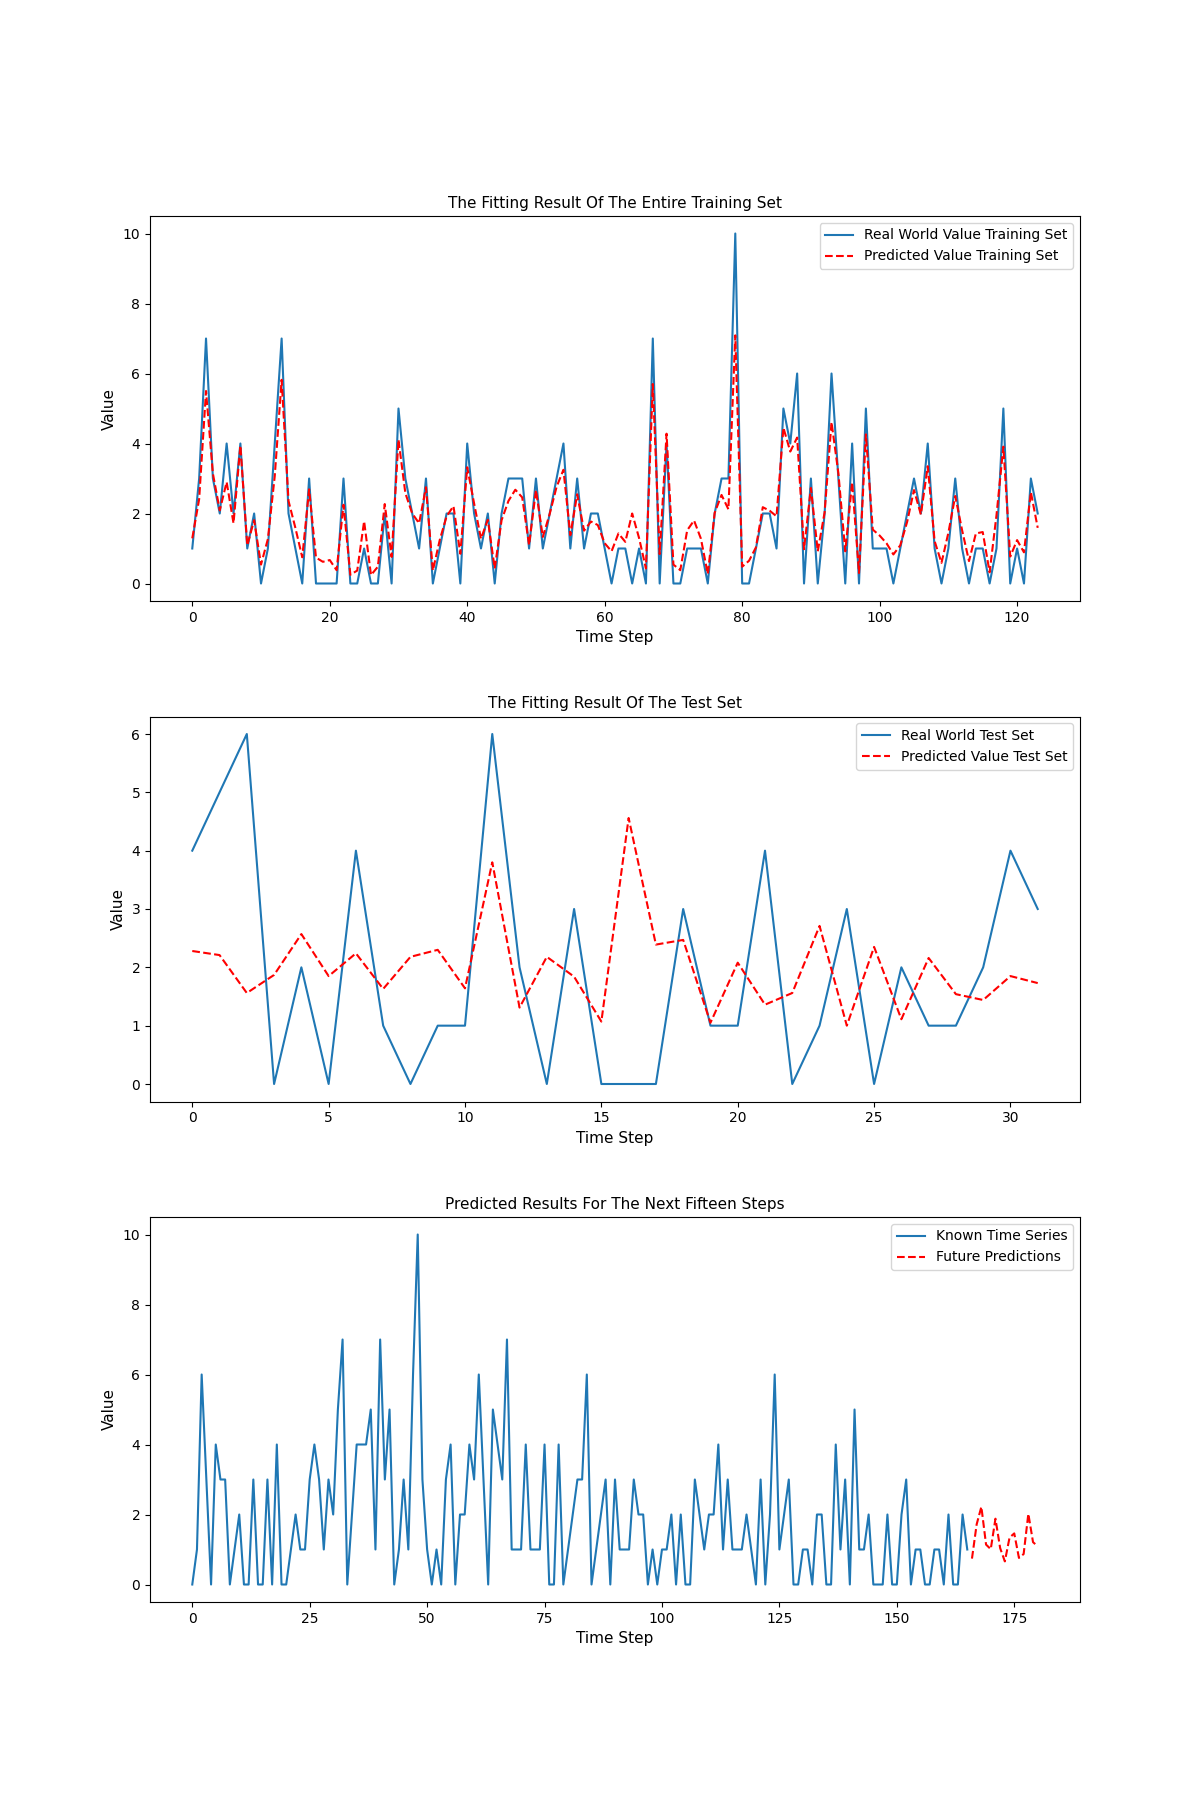 The Fitting Result Of The Entire Training Set
Real World Value Training Set
Predicted Value Training Set
Value
10
8
6
4
2
0
0 20 40 60 80 100 120
Time Step
The Fitting Result Of The Test Set
Real World Test Set
Predicted Value Test Set
Value
6
5
4
3
2
1
0
0 5 10 15 20 25 30
Time Step
Predicted Results For The Next Fifteen Steps
Known Time Series
Future Predictions
Value
10
8
6
4
2
0
0 25 50 75 100 125 150 175
Time Step